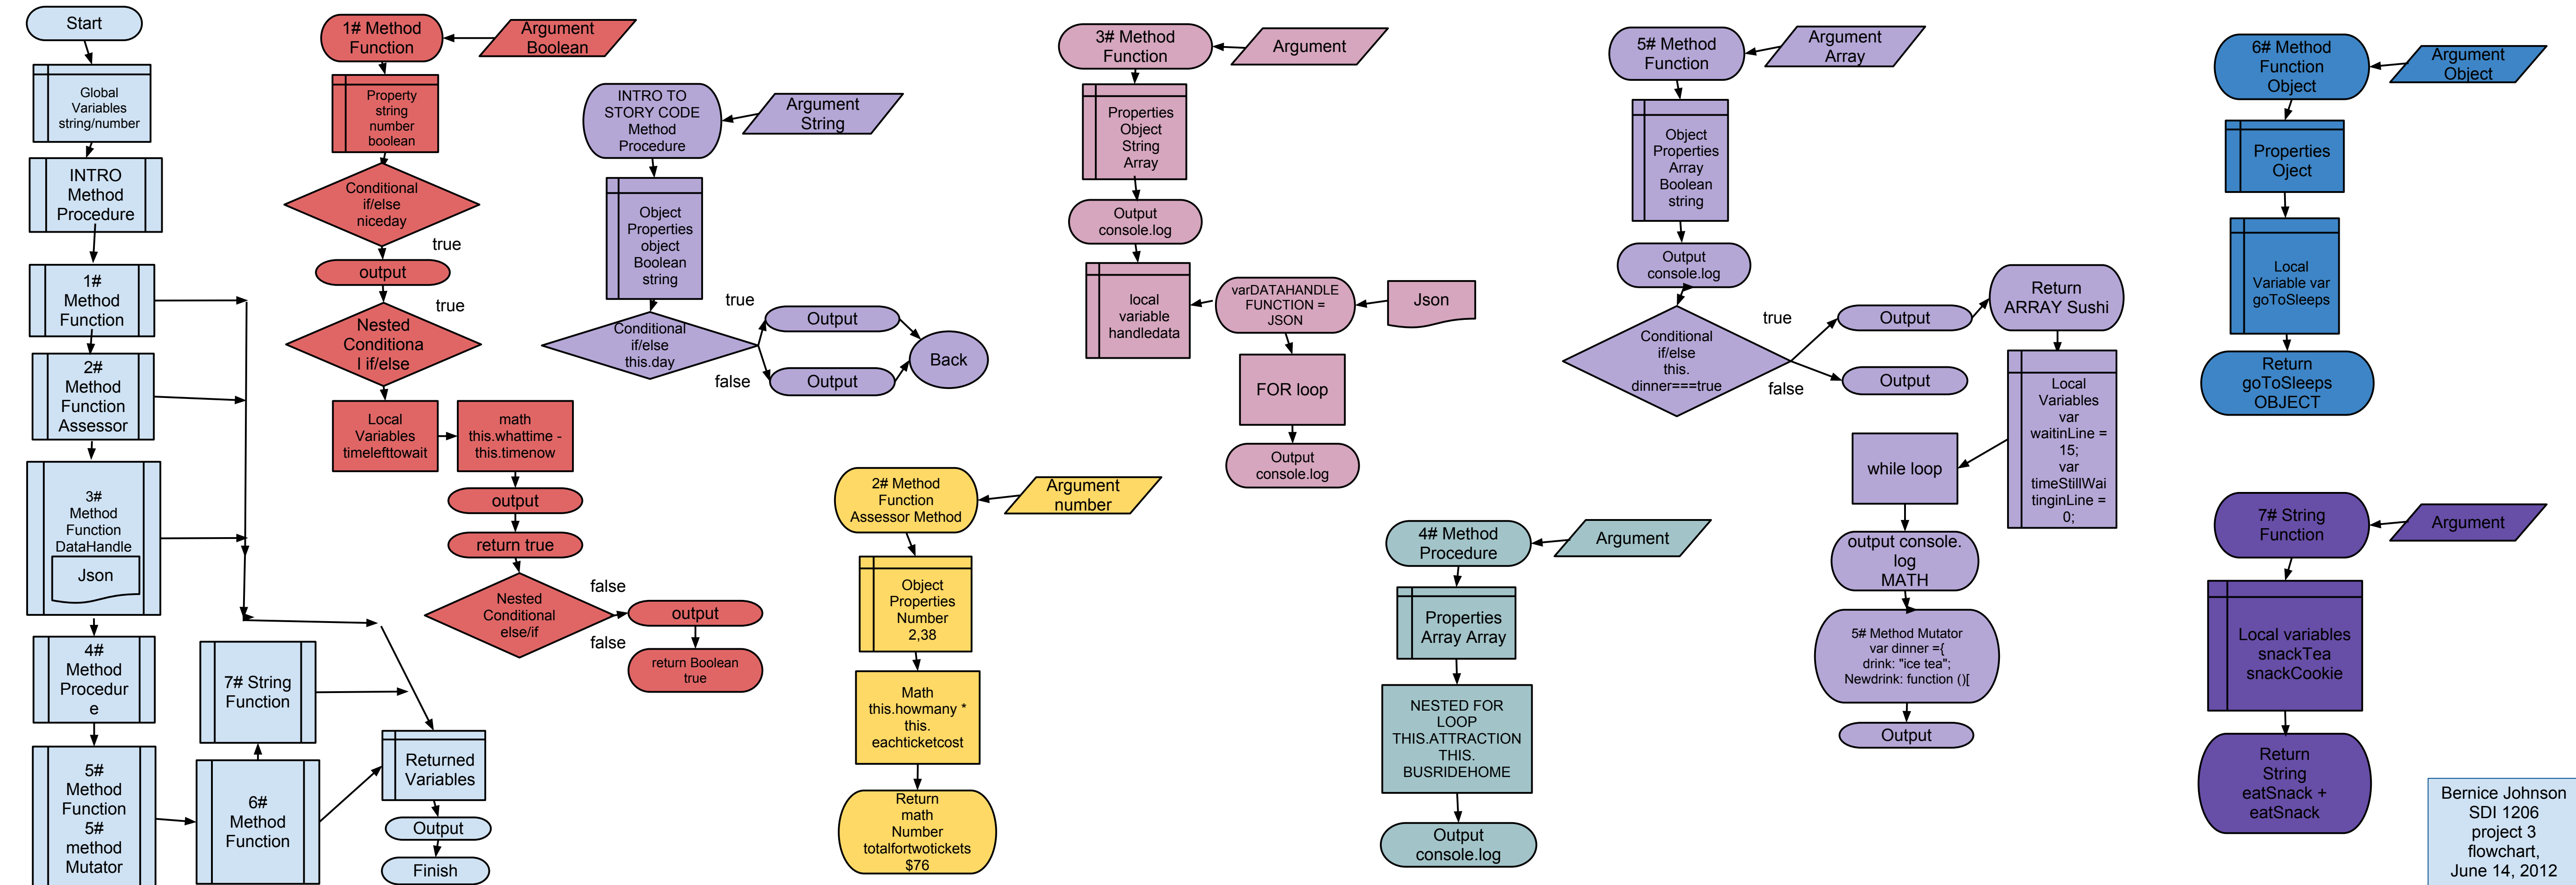 Start
Global
Variables
string/number
INTRO
Method
Procedure
1#
Method
Function
2#
Method
Function
Assessor
3#
Method
Function
DataHandle
Json
4#
Method
Procedur
e
5#
Method
Function
5#
method
Mutator
6#
Method
Function
7# String
Function
Returned
Variables
Output
Finish
1# Method
Function
Argument
Boolean
Property
string
number
boolean
Conditional
if/else
niceday
true
output
true
Nested
Conditiona
l if/else
Local
Variables
timelefttowait
math
this.whattime -
this.timenow
output
return true
Nested
Conditional
else/if
false
false
output
return Boolean
true
INTRO TO
STORY CODE
Method
Procedure
Argument
String
Object
Properties
object
Boolean
string
Conditional
if/else
this.day
true
false
Output
Output
Back
2# Method
Function
Assessor Method
Argument
number
Object
Properties
Number
2,38
Math
this.howmany *
this.
eachticketcost
Return
math
Number
totalfortwotickets
$76
3# Method
Function
Argument
Properties
Object
String
Array
Output
console.log
local
variable
handledata
varDATAHANDLE
FUNCTION =
JSON
Json
FOR loop
Output
console.log
4# Method
Procedure
Argument
Properties
Array Array
NESTED FOR
LOOP
THIS.ATTRACTION
THIS.
BUSRIDEHOME
Output
console.log
5# Method
Function
Argument
Array
Object
Properties
Array
Boolean
string
Output
console.log
Conditional
if/else
this.
dinner===true
true
false
Output
Output
Return
ARRAY Sushi
Local
Variables
var
waitinLine =
15;
var
timeStillWai
tinginLine =
0;
while loop
output console.
log
MATH
5# Method Mutator
var dinner ={
drink: "ice tea";
Newdrink: function ()[
Output
6# Method
Function
Object
Argument
Object
Properties
Oject
Local
Variable var
goToSleeps
Return
goToSleeps
OBJECT
7# String
Function
Argument
Local variables
snackTea
snackCookie
Return
String
eatSnack +
eatSnack
Bernice Johnson
SDI 1206
project 3
flowchart,
June 14, 2012